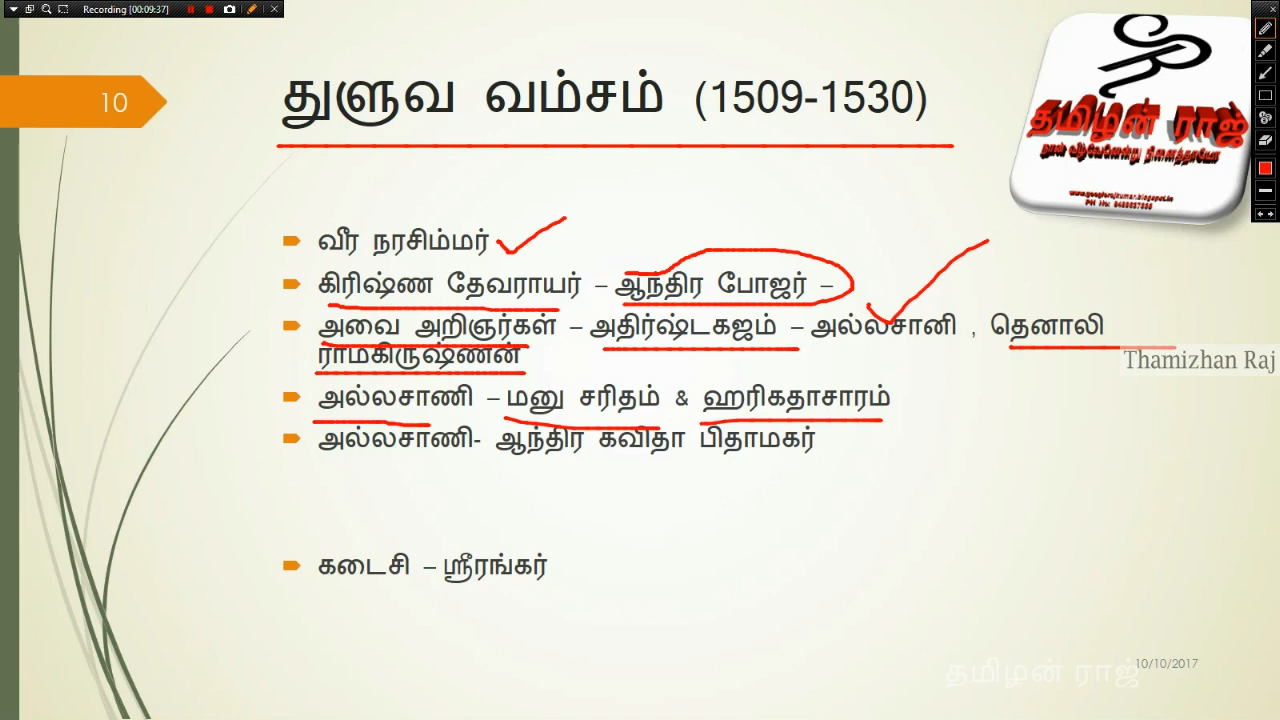 Recording [00:09:37]
10
துளுவ வம்சம் (1509-1530)
தமிழன் ராஜ்
நான் வீழ்வேனென்று நினைத்தாயோ
வீர நரசிம்மர்
கிரிஷ்ண தேவராயர் – ஆந்திர போஜர் –
அவை அறிஞர்கள் – அதிர்ஷ்டகஜம் – அல்லசானி , தெனாலி
ராமகிருஷ்ணன்
Thamizhan Raj
அல்லசாணி – மனு சரிதம் & ஹரிகதாசாரம்
அல்லசாணி- ஆந்திர கவிதா பிதாமகர்
கடைசி – ஸ்ரீரங்கர்
தமிழன் ராஜ்
10/10/2017